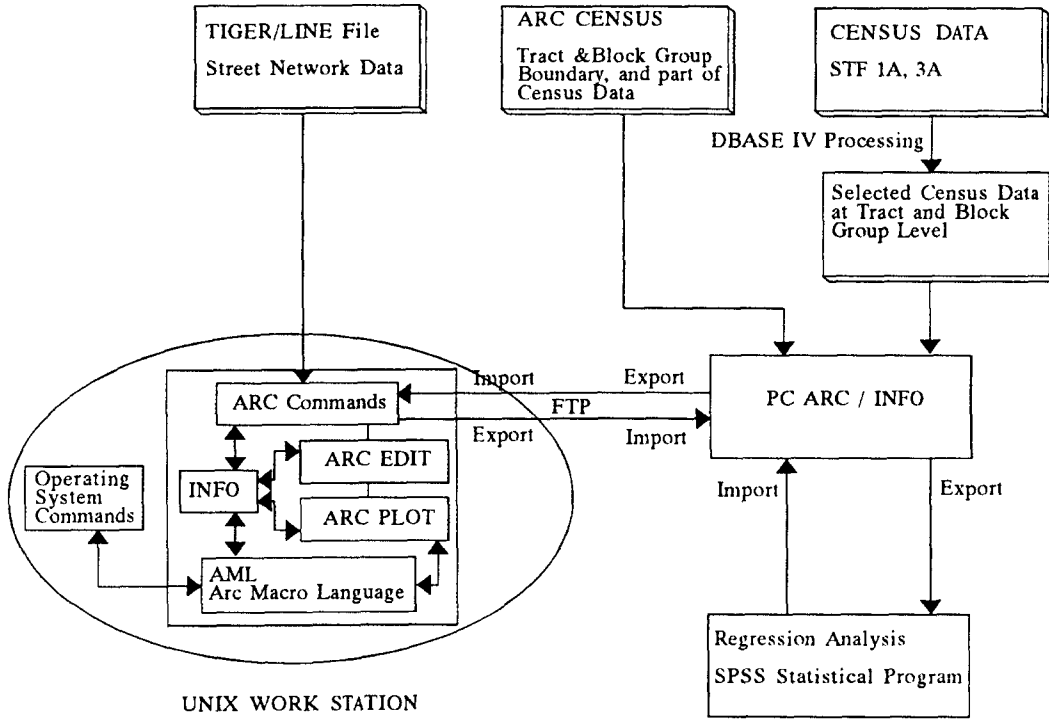 TIGER/LINE File
Street Network Data
ARC CENSUS
Tract &Block Group
Boundary, and part of
Census Data
CENSUS DATA
STF 1A, 3A
DBASE IV Processing
Selected Census Data
at Tract and Block
Group Level
Import
Export
ARC Commands
FTP
PC ARC / INFO
Export
Import
ARC EDIT
Operating
System
Commands
INFO
ARC PLOT
Import
Export
AML
Arc Macro Language
Regression Analysis
SPSS Statistical Program
UNIX WORK STATION